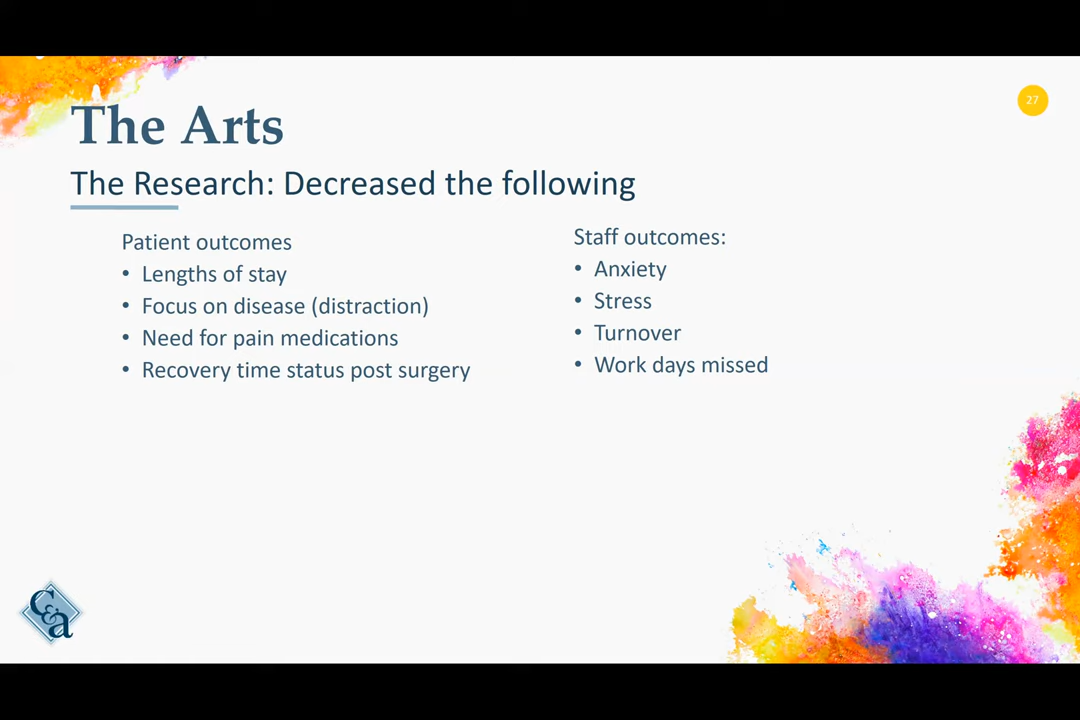 27
The Arts
The Research: Decreased the following
Patient outcomes
• Lengths of stay
• Focus on disease (distraction)
• Need for pain medications
• Recovery time status post surgery
Staff outcomes:
• Anxiety
• Stress
• Turnover
• Work days missed
C&a